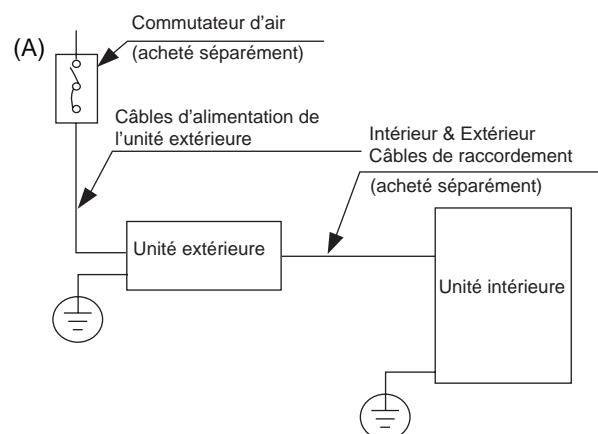 Commutateur d'air
(A)
(acheté séparément)
Câbles d'alimentation de
l'unité extérieure
Intérieur & Extérieur
Câbles de raccordement
(acheté séparément)
Unité extérieure
Unité intérieure